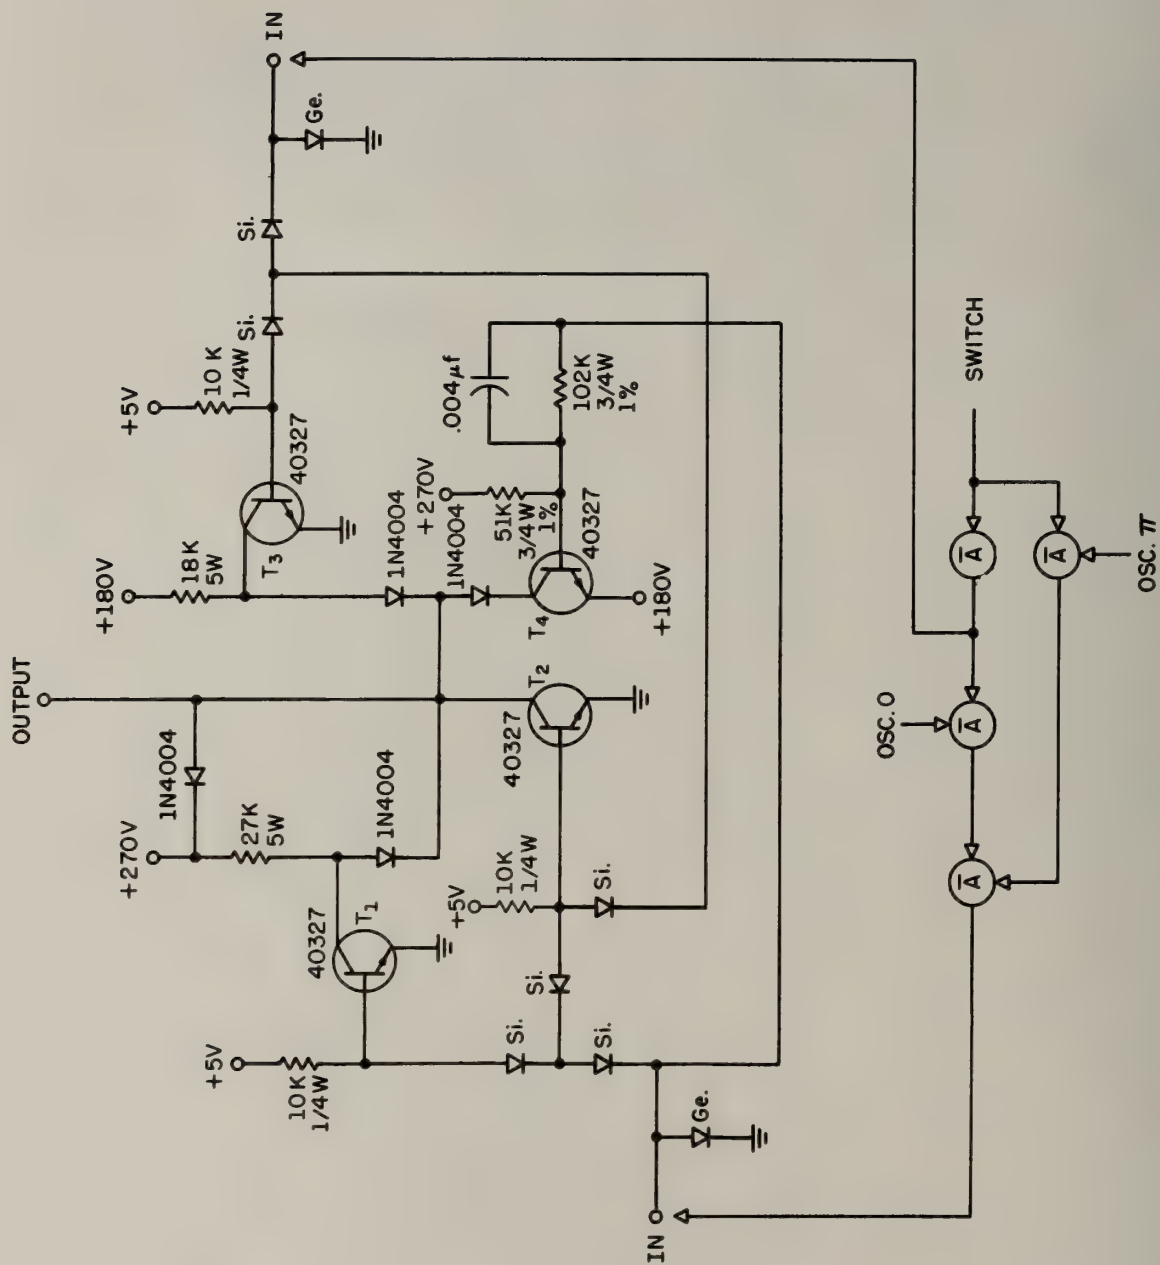 OUTPUT
+270V
1N4004
27K
5W
1N4004
40327
T1
+5V
10K
1/4W
Si.
Si.
Si.
Si.
+5V
10K
1/4W
40327
T2
Ge.
IN
+180V
18K
5W
T3
40327
+5V
10 K
1/4W
Si.
Si.
Ge.
IN
1N4004
1N4004
+270V
51K
3/4W
1%
40327
T4
+180V
.004µf
102K
3/4W
1%
SWITCH
OSC. 0
OSC. π
A̅
A̅
A̅
A̅